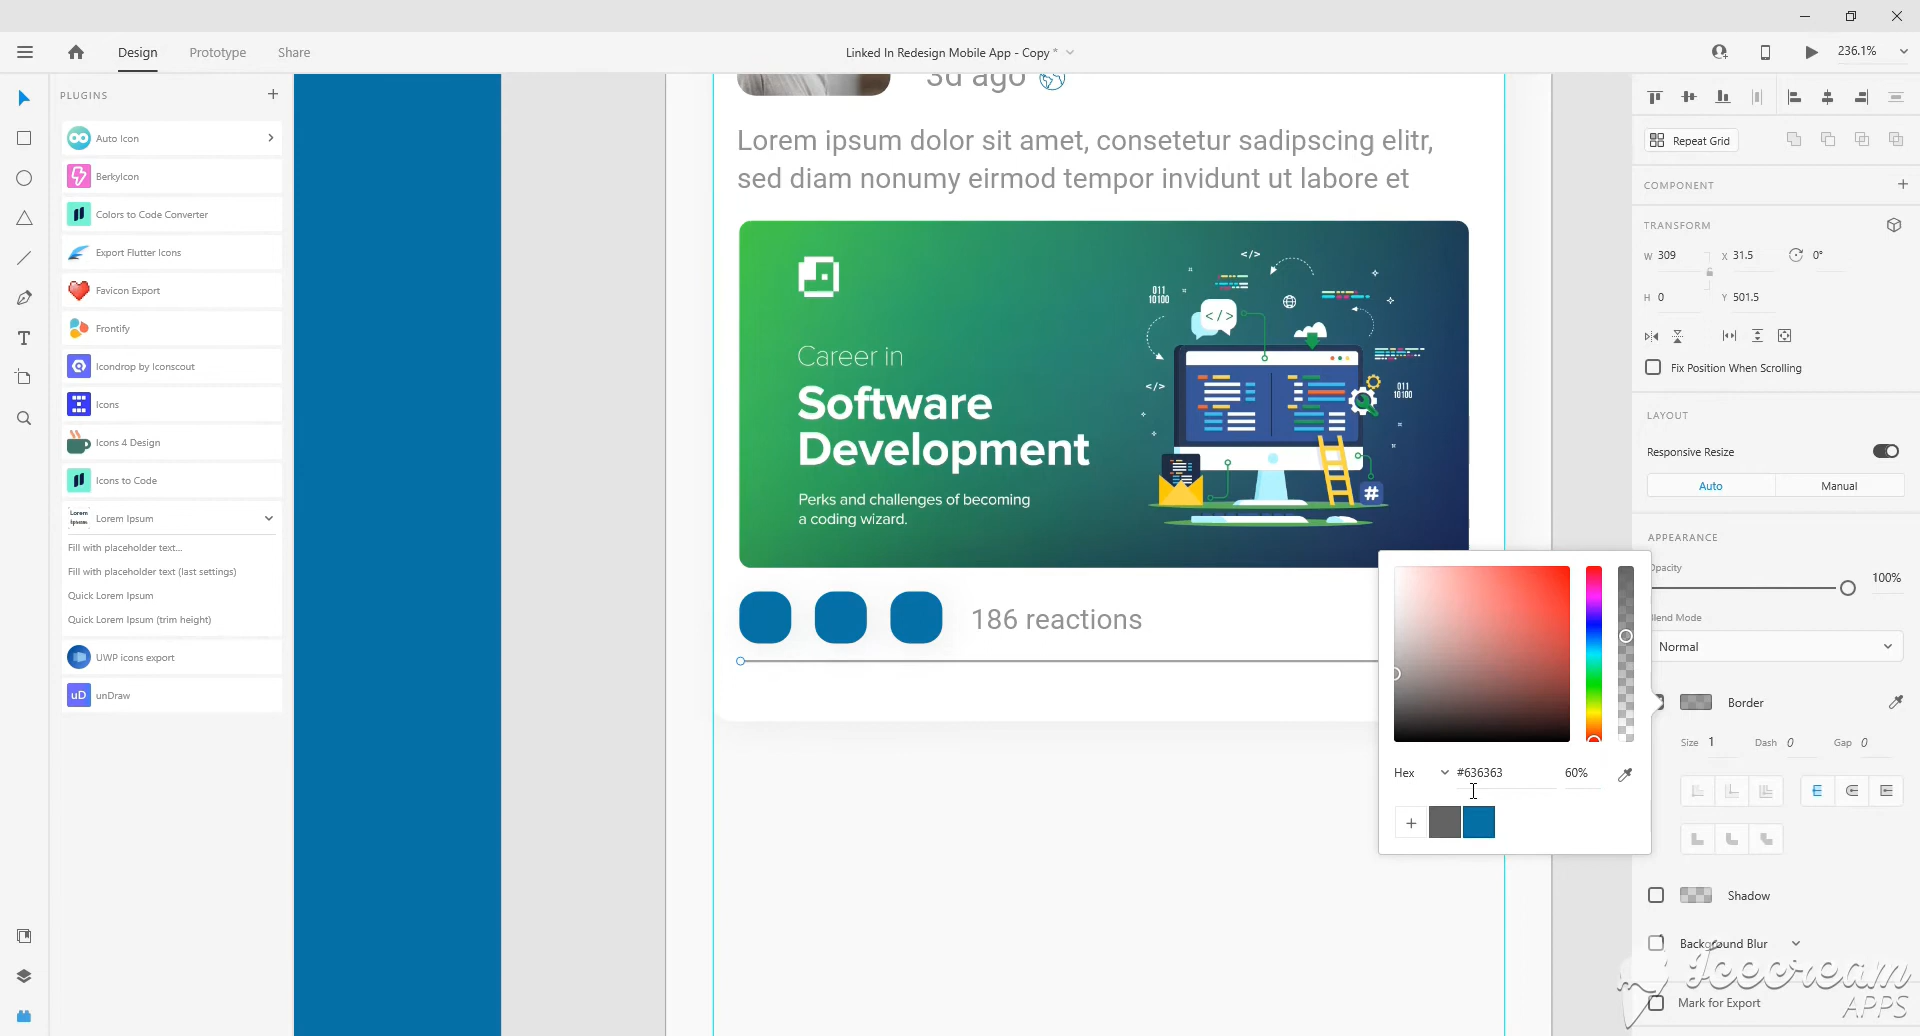 Design
Prototype
Share
Linked In Redesign Mobile App - Copy *
236.1%
PLUGINS
Auto Icon
BerkyIcon
Colors to Code Converter
Export Flutter Icons
Favicon Export
Frontify
Icondrop by Iconscout
Icons
Icons 4 Design
Icons to Code
Lorem
Ipsum
Lorem Ipsum
Fill with placeholder text...
Fill with placeholder text (last settings)
Quick Lorem Ipsum
Quick Lorem Ipsum (trim height)
UWP icons export
uD unDraw
3d ago
Lorem ipsum dolor sit amet, consetetur sadipscing elitr,
sed diam nonumy eirmod tempor invidunt ut labore et
Career in
Software
Development
Perks and challenges of becoming
a coding wizard.
</>
011
10100
</>
</>
011
10100
#
186 reactions
Hex #636363 60%
Repeat Grid
COMPONENT
TRANSFORM
W 309 X 31.5 0°
H 0 Y 501.5
Fix Position When Scrolling
LAYOUT
Responsive Resize
Auto Manual
APPEARANCE
Opacity
100%
Blend Mode
Normal
Border
Size 1 Dash 0 Gap 0
Shadow
Background Blur
Mark for Export
Icecream
APPS